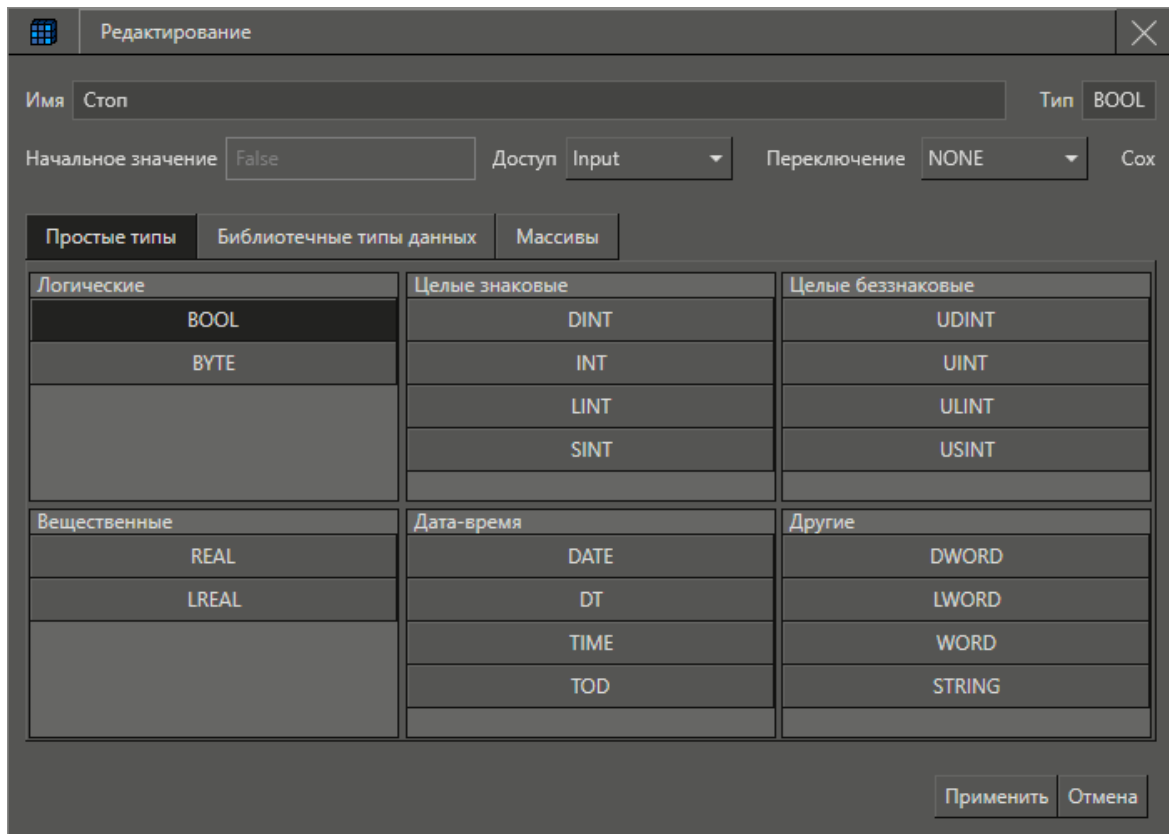 Редактирование
Имя Стоп Тип BOOL
Начальное значение False Доступ Input Переключение NONE Сох
Простые типы Библиотечные типы данных Массивы
Логические Целые знаковые Целые беззнаковые
BOOL DINT UDINT
BYTE INT UINT
LINT ULINT
SINT USINT
Вещественные Дата-время Другие
REAL DATE DWORD
LREAL DT LWORD
TIME WORD
TOD STRING
Применить Отмена